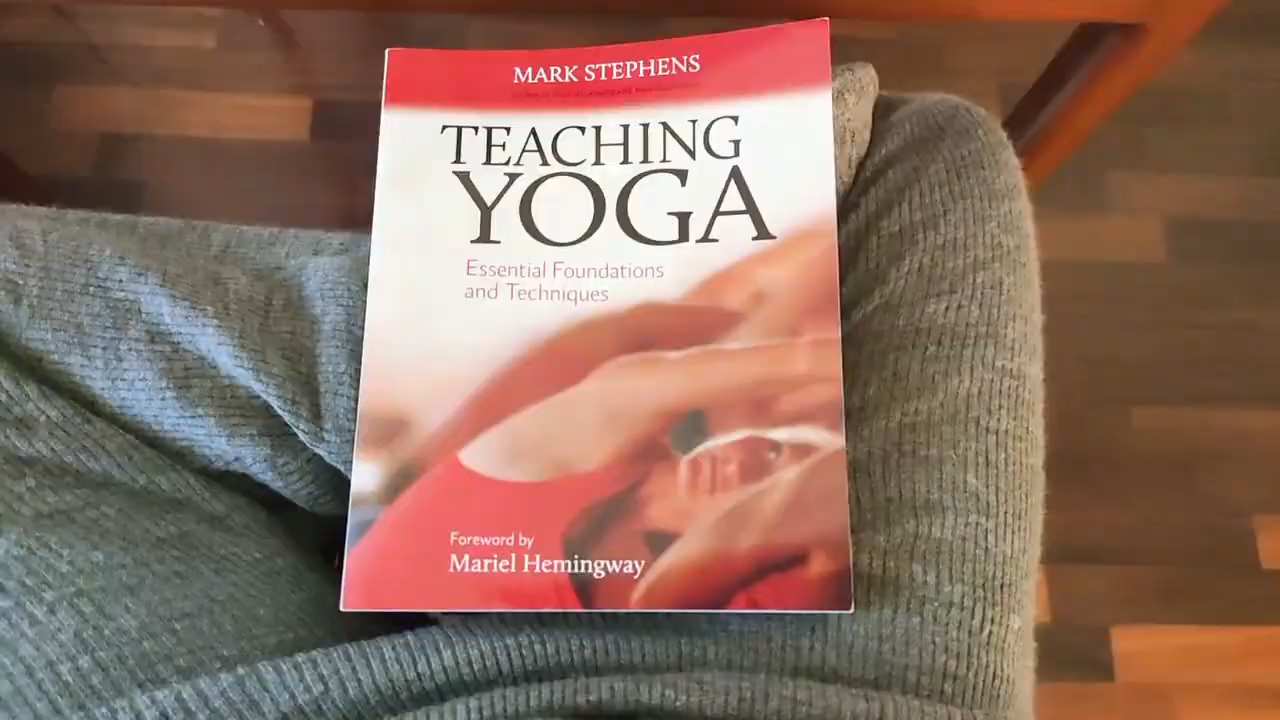 MARK STEPHENS
TEACHING
YOGA
Essential Foundations
and Techniques
Foreword by
Mariel Hemingway